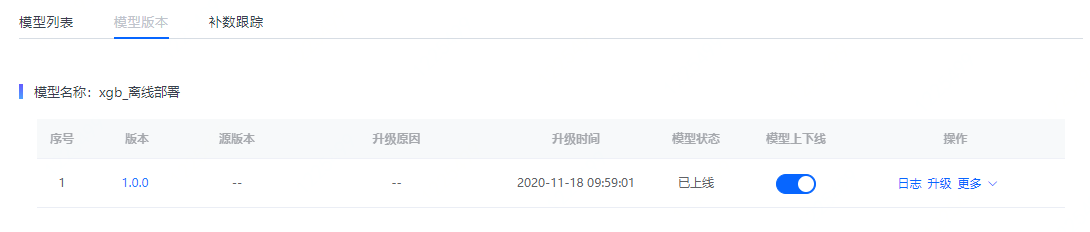 模型列表 模型版本 补数跟踪
模型名称：xgb_离线部署
序号 版本 源版本 升级原因 升级时间 模型状态 模型上下线 操作
1 1.0.0 -- -- 2020-11-18 09:59:01 已上线 日志 升级 更多